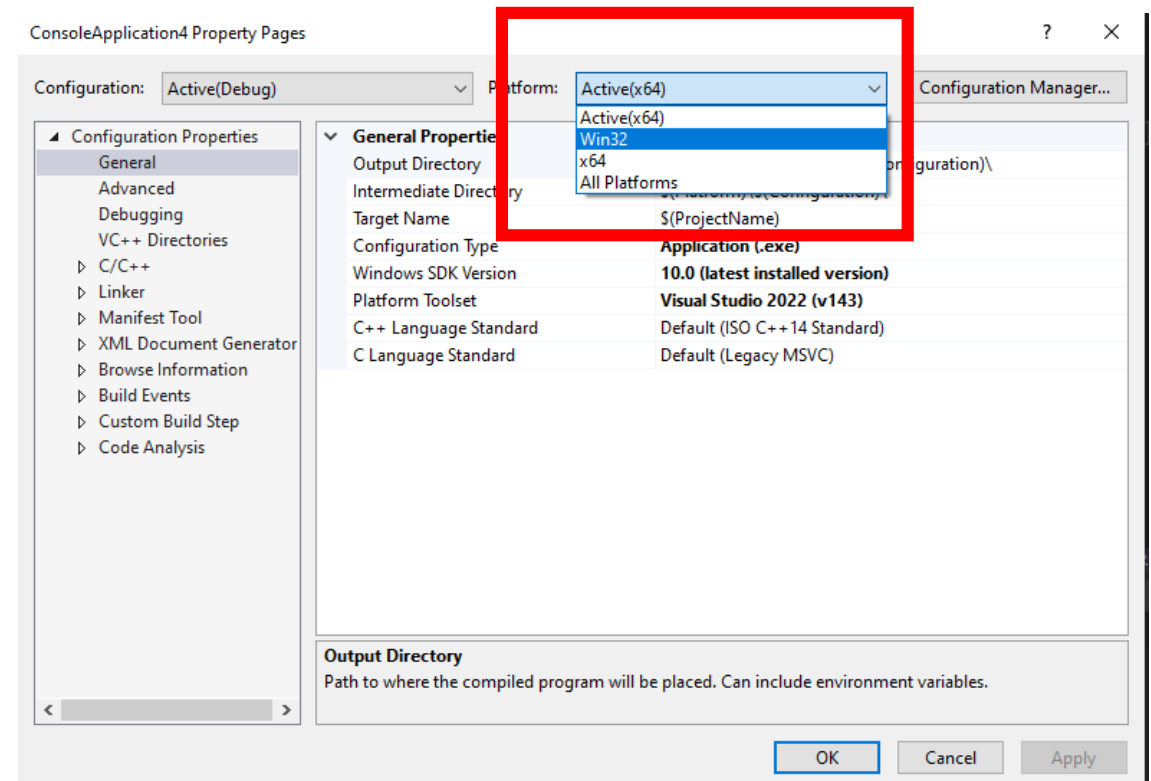 ConsoleApplication4 Property Pages
?
Configuration: Active(Debug) Platform: Active(x64) Configuration Manager...
Active(x64)
Win32
x64
All Platforms
Configuration Properties
General
Advanced
Debugging
VC++ Directories
C/C++
Linker
Manifest Tool
XML Document Generator
Browse Information
Build Events
Custom Build Step
Code Analysis
General Propertie
Output Directory onfiguration)\
Intermediate Directory $(Platform)\$(Configuration)\
Target Name $(ProjectName)
Configuration Type Application (.exe)
Windows SDK Version 10.0 (latest installed version)
Platform Toolset Visual Studio 2022 (v143)
C++ Language Standard Default (ISO C++14 Standard)
C Language Standard Default (Legacy MSVC)
Output Directory
Path to where the compiled program will be placed. Can include environment variables.
OK Cancel Apply